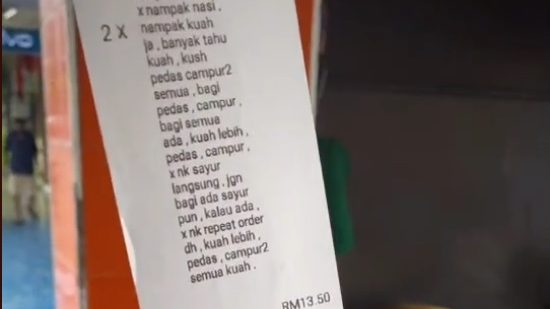 x nampak nasi ,
2 X nampak kuah
ja , banyak tahu
kuah , kush
pedas campur2
semua , bagi
pedas , campur ,
bagi semua
ada , kuah lebih ,
pedas , campur ,
x nk sayur
langsung , jgn
bagi ada sayur
pun , kalau ada ,
x nk repeat order
dh , kuah lebih ,
pedas , campur2
semua kuah .
RM13.50